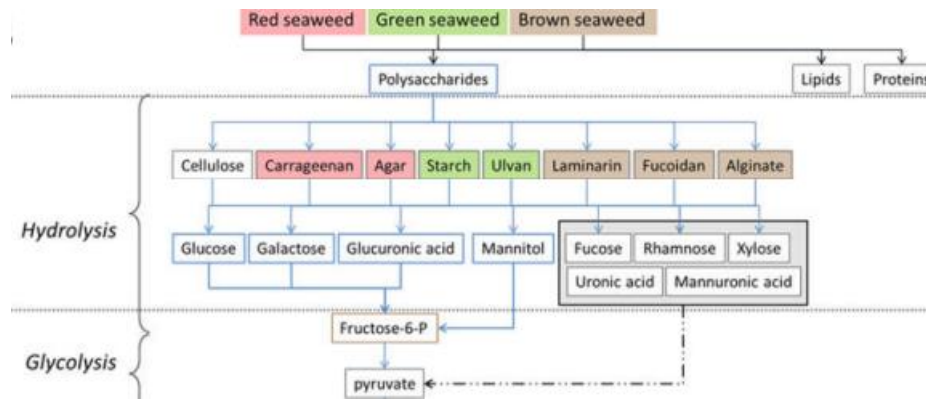 Red seaweed Green seaweed Brown seaweed
Polysaccharides Lipids Proteins
Cellulose Carrageenan Agar Starch Ulvan Laminarin Fucoidan Alginate
Hydrolysis
Glucose Galactose Glucuronic acid Mannitol Fucose Rhamnose Xylose
Uronic acid Mannuronic acid
Fructose-6-P
Glycolysis
pyruvate